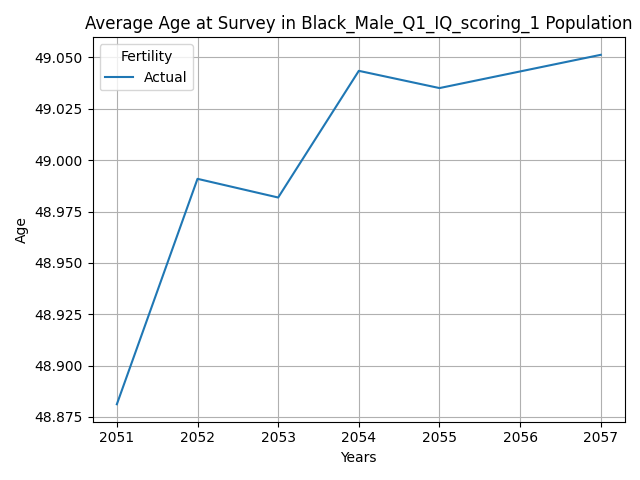 Average Age at Survey in Black_Male_Q1_IQ_scoring_1 Population
Fertility
Actual
49.050
49.025
49.000
48.975
48.950
48.925
48.900
48.875
Age
2051 2052 2053 2054 2055 2056 2057
Years